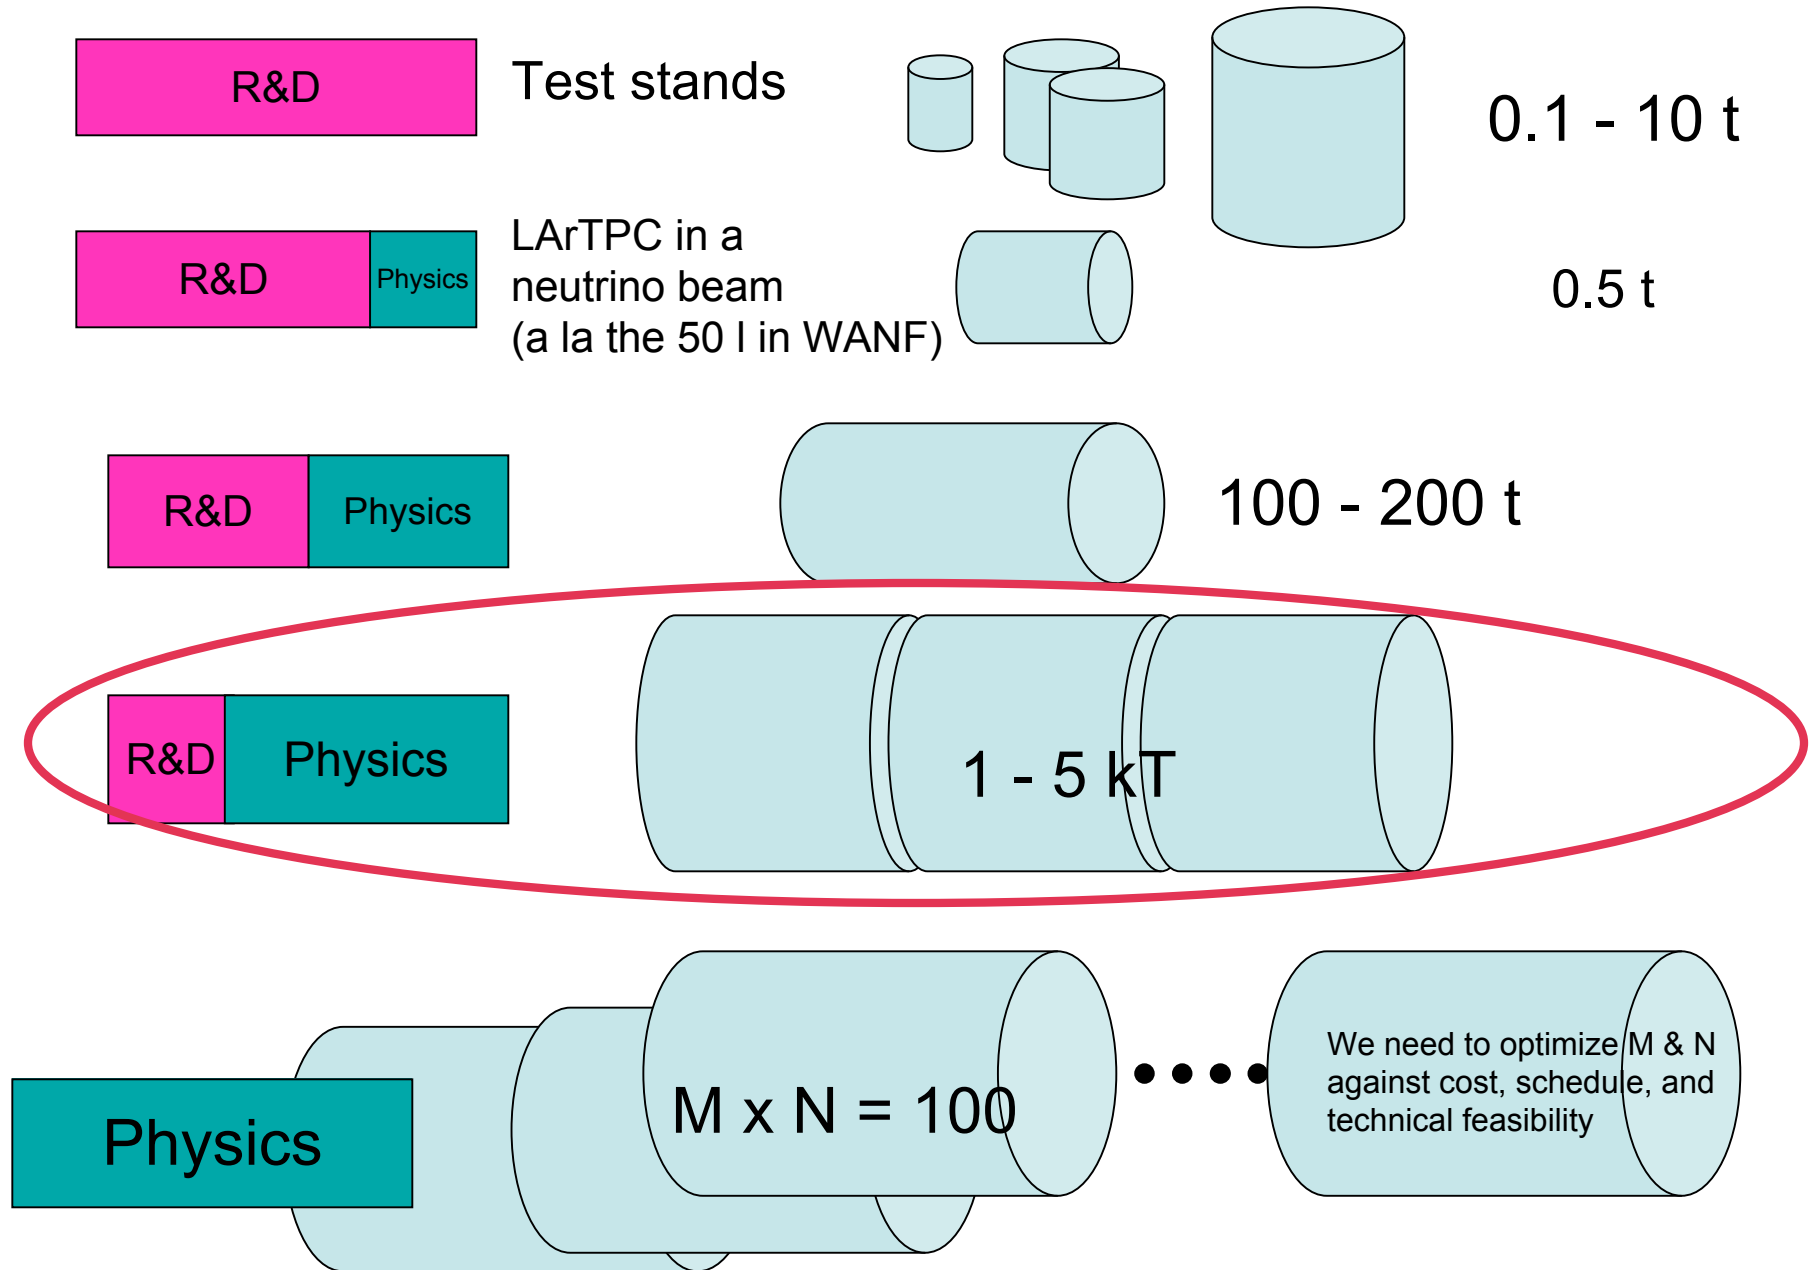 R&D
Test stands
0.1 - 10 t
R&D
Physics
LArTPC in a
neutrino beam
(a la the 50 l in WANF)
0.5 t
R&D
Physics
100 - 200 t
R&D
Physics
1 - 5 kT
Physics
M x N = 100
We need to optimize M & N
against cost, schedule, and
technical feasibility